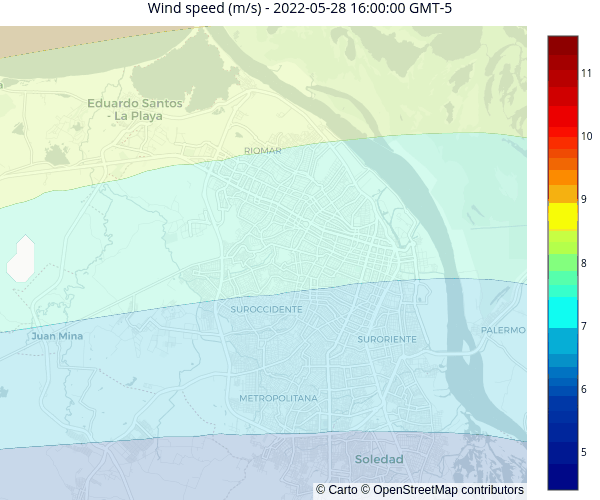 Wind speed (m/s) - 2022-05-28 16:00:00 GMT-5
Eduardo Santos
- La Playa
RIOMAR
SUROCCIDENTE
Juan Mina
SURORIENTE
PALERMO
METROPOLITANA
Soledad
© Carto © OpenStreetMap contributors
11
10
9
8
7
6
5